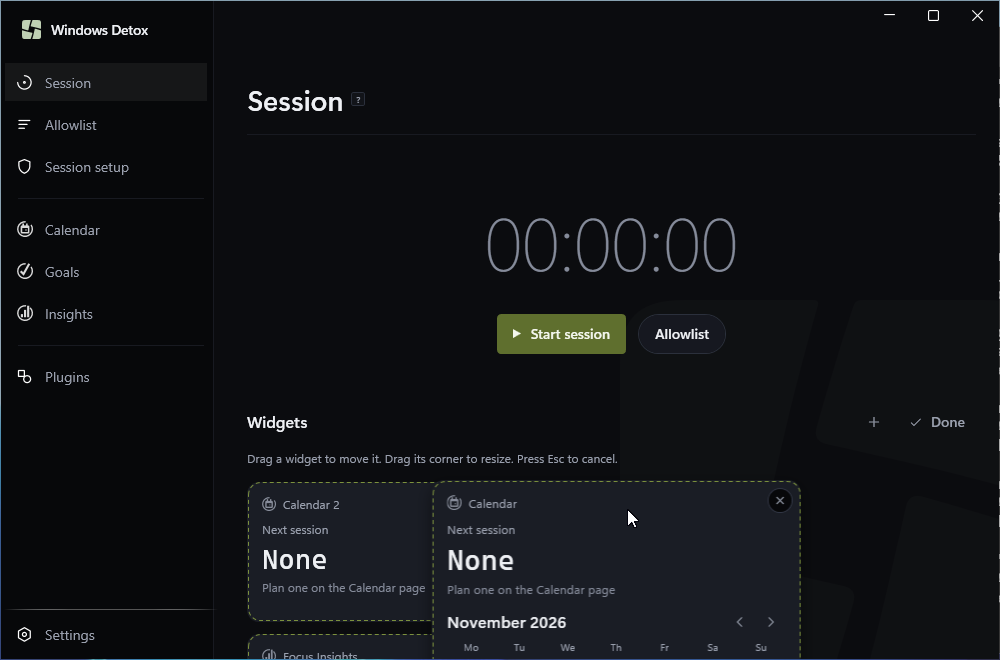 Windows Detox
Session
Allowlist
Session setup
Calendar
Goals
Insights
Plugins
Settings
Session ?
00:00:00
Start session
Allowlist
Widgets
Done
Drag a widget to move it. Drag its corner to resize. Press Esc to cancel.
Calendar 2
Next session
None
Plan one on the Calendar page
Focus Insights
Calendar
Next session
None
Plan one on the Calendar page
November 2026
Mo Tu We Th Fr Sa Su